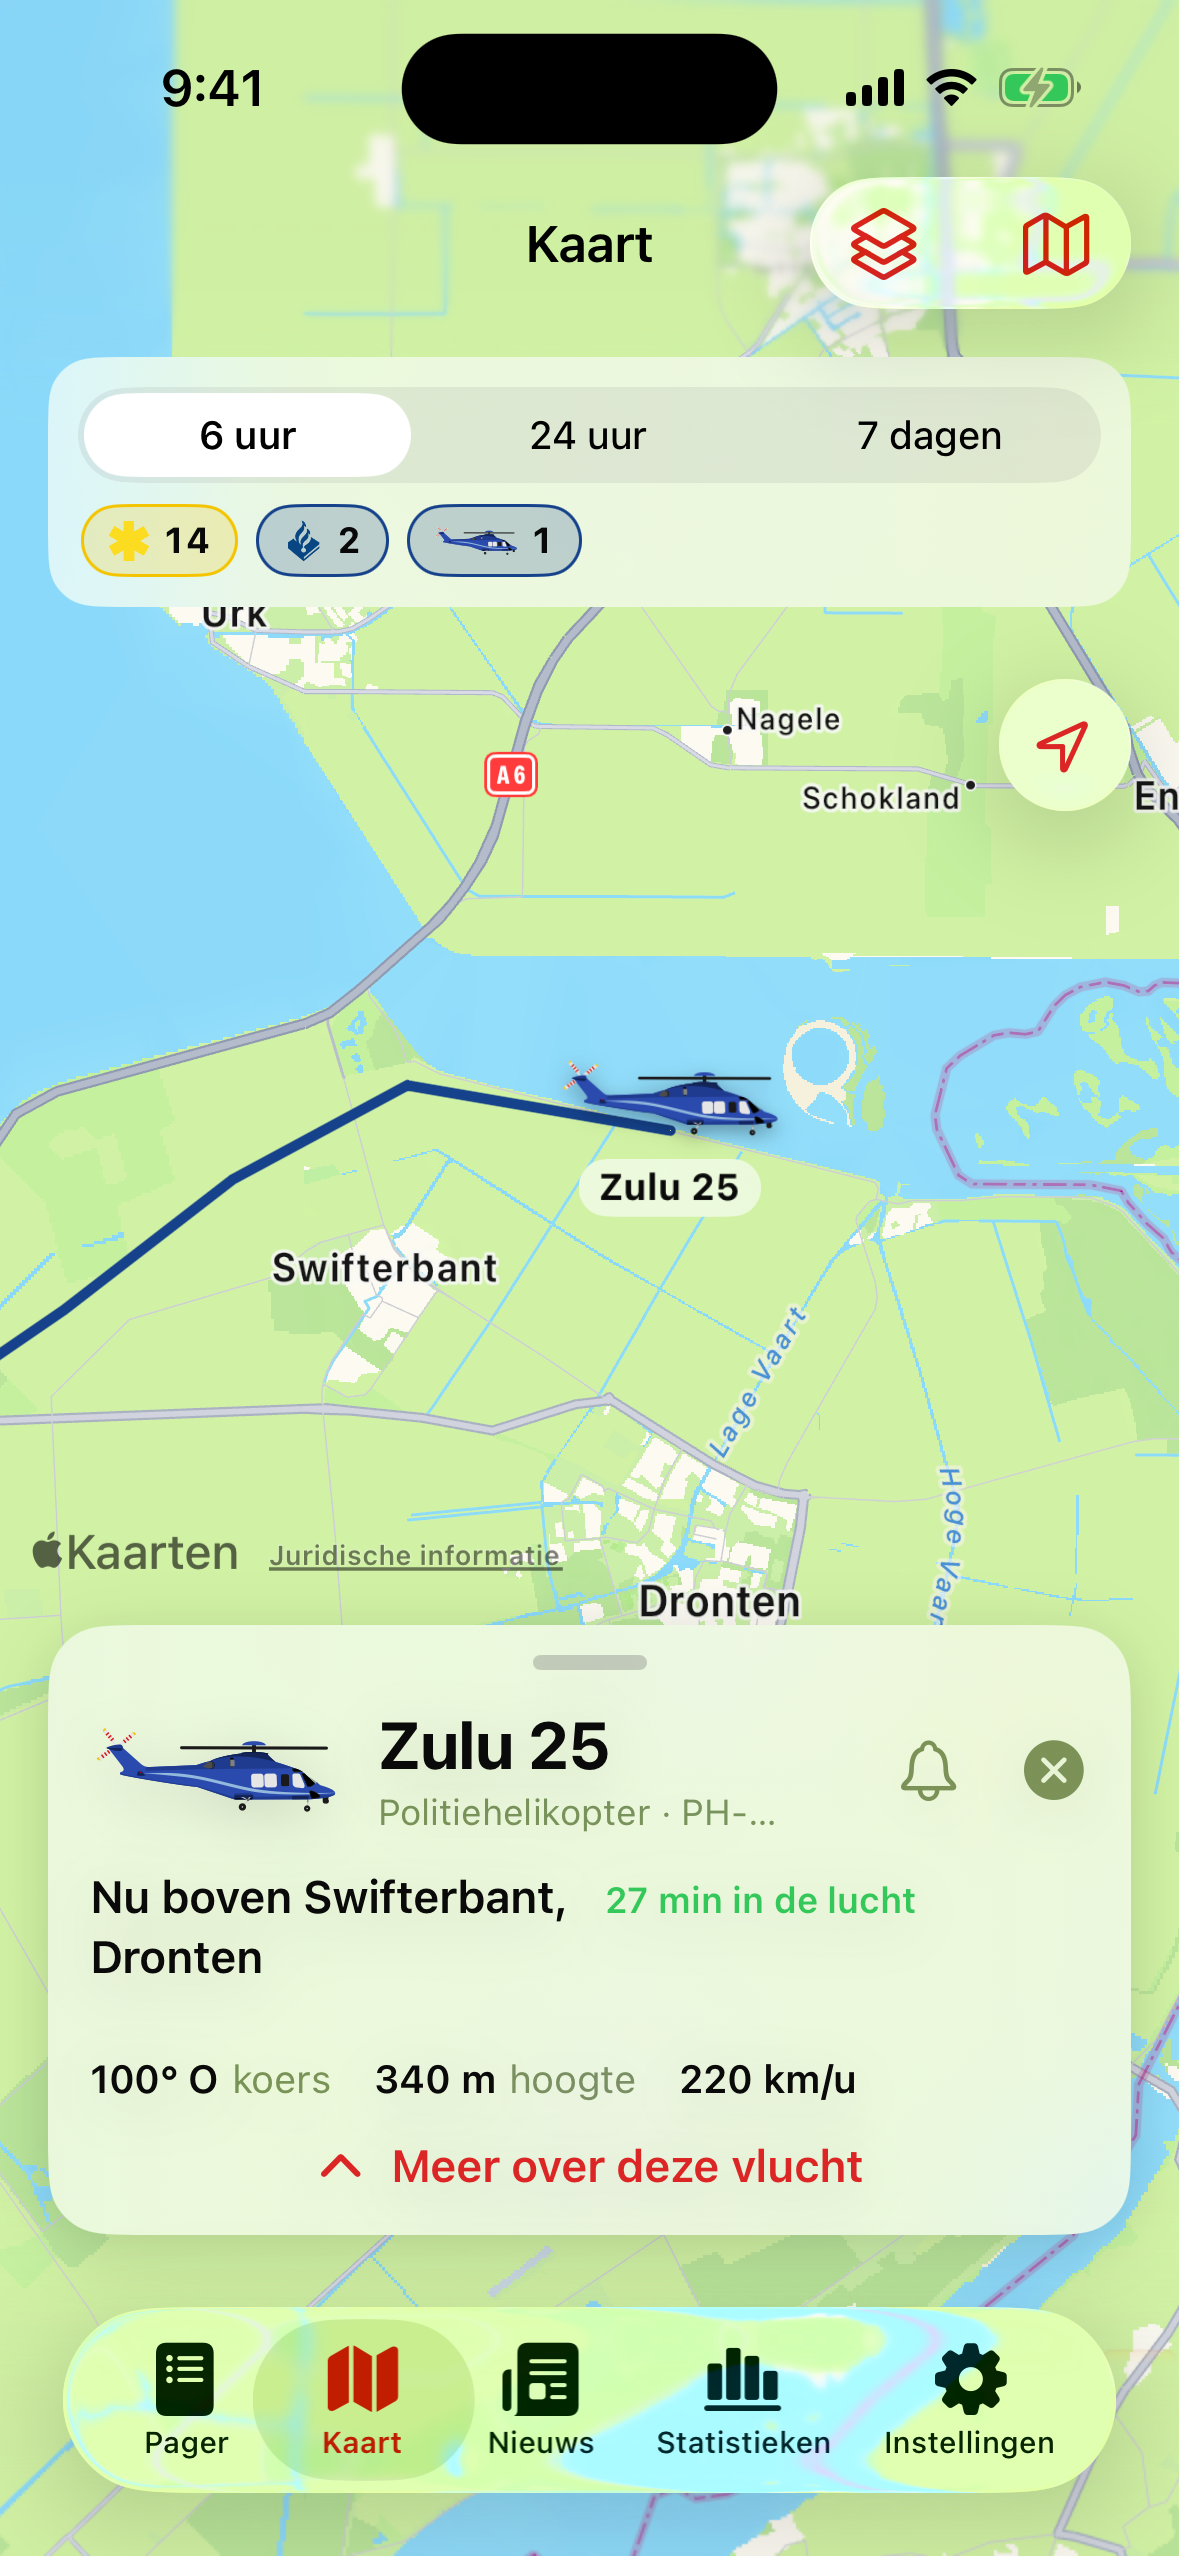 9:41
Kaart
6 uur 24 uur 7 dagen
14 2 1
Urk
Nagele
A6
Schokland
En
Zulu 25
Swifterbant
Lage Vaart
Hoge Vaar
Kaarten Juridische informatie
Dronten
Zulu 25
Politiehelikopter · PH-...
Nu boven Swifterbant, 27 min in de lucht
Dronten
100° O koers 340 m hoogte 220 km/u
Meer over deze vlucht
Pager Kaart Nieuws Statistieken Instellingen